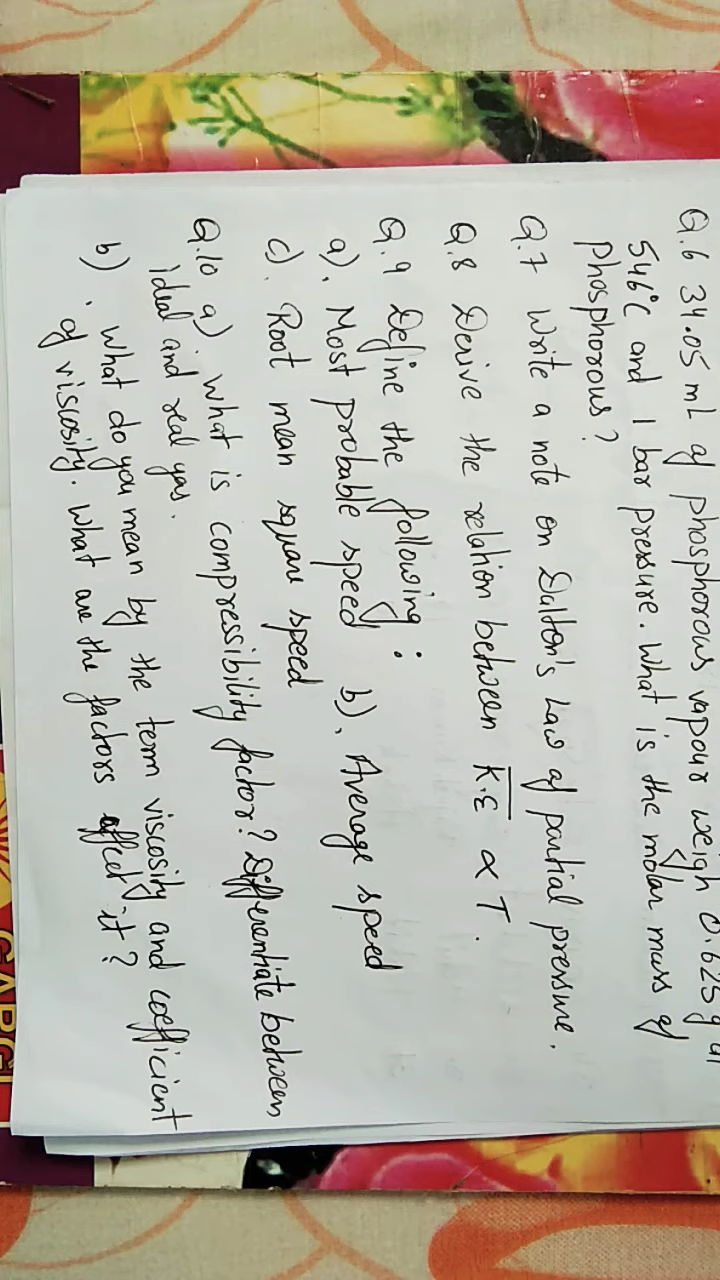 Q.6 34.05 mL of phosphorous vapour weigh 0.625 g at
546°C and 1 bar pressure. What is the molar mass of
phosphorous?
Q.7 Write a note on Dalton's Law of partial pressure.
Q.8 Derive the relation between K.E ∝ T.
Q.9 Define the following:
a). Most probable speed b). Average speed
c). Root mean square speed
Q.10 a). What is compressibility factor? Differentiate between
ideal and real gas.
b) . What do you mean by the term viscosity and coefficient
of viscosity. What are the factors affect it?
GARGI